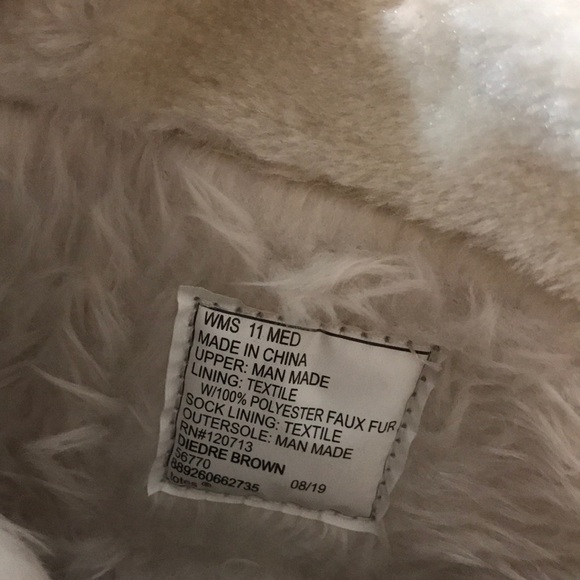 WMS 11 MED
MADE IN CHINA
UPPER: MAN MADE
LINING: TEXTILE
W/100% POLYESTER FAUX FUR
SOCK LINING: TEXTILE
OUTERSOLE: MAN MADE
RN#120713
DIEDRE BROWN
56770
889260662735 08/19